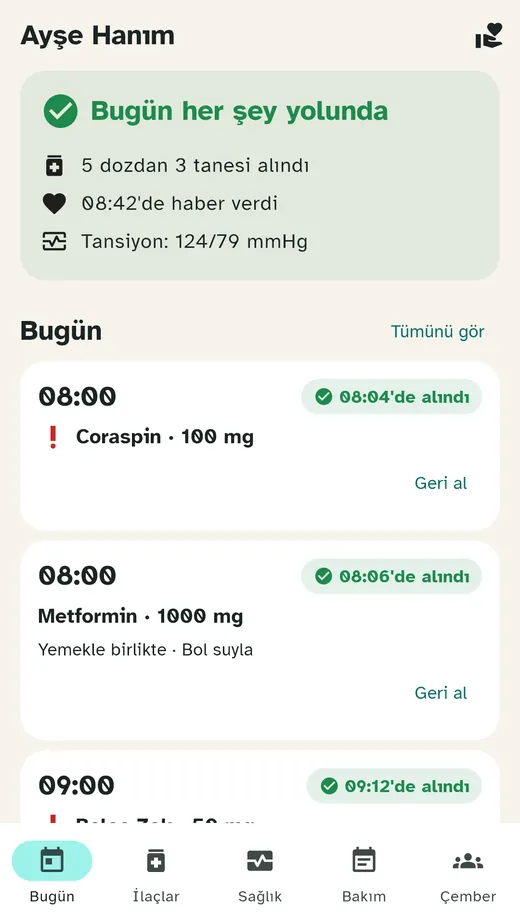 Ayşe Hanım
Bugün her şey yolunda
5 dozdan 3 tanesi alındı
08:42'de haber verdi
Tansiyon: 124/79 mmHg
Bugün
Tümünü gör
08:00
08:04'de alındı
❗ Coraspin · 100 mg
Geri al
08:00
08:06'de alındı
Metformin · 1000 mg
Yemekle birlikte · Bol suyla
Geri al
09:00
09:12'de alındı
Bugün
İlaçlar
Sağlık
Bakım
Çember